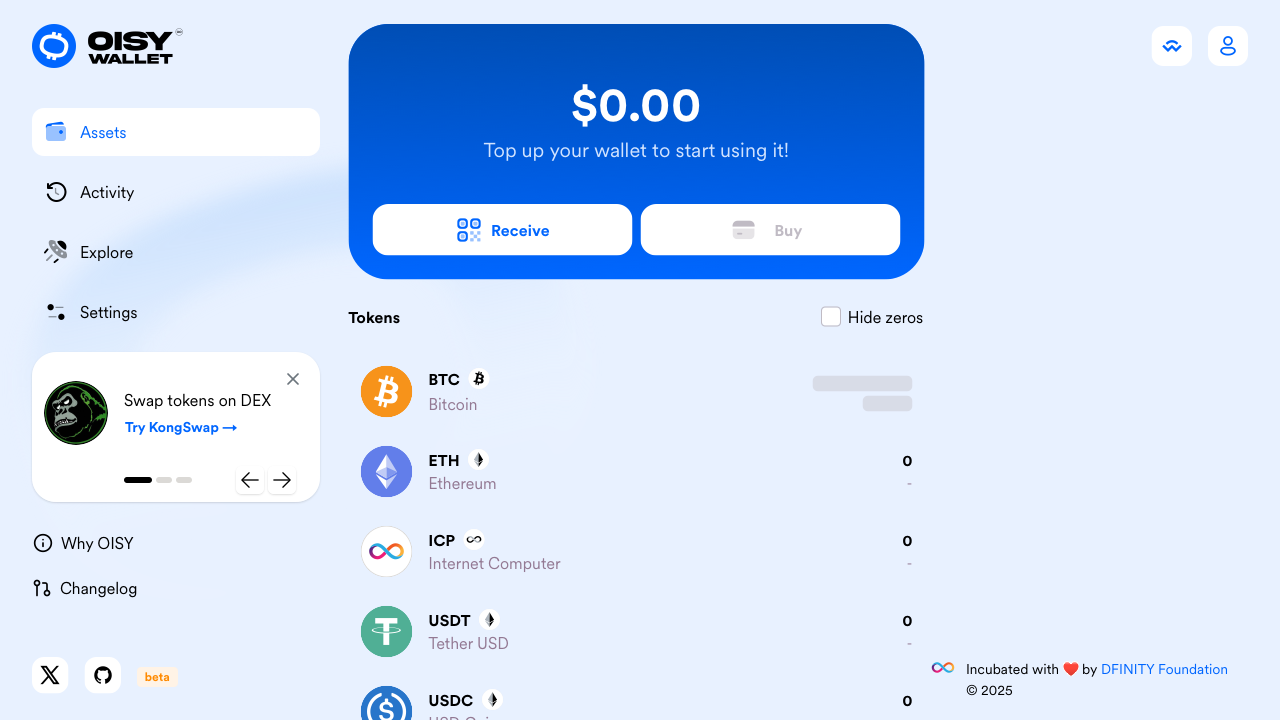 OISY
WALLET
Assets
Activity
Explore
Settings
Swap tokens on DEX
Try KongSwap →
Why OISY
Changelog
beta
$0.00
Top up your wallet to start using it!
Receive
Buy
Tokens
Hide zeros
BTC
Bitcoin
ETH
0
Ethereum
-
ICP
0
Internet Computer
-
USDT
0
Tether USD
-
USDC
0
USD Coin
Incubated with ❤️ by DFINITY Foundation
© 2025